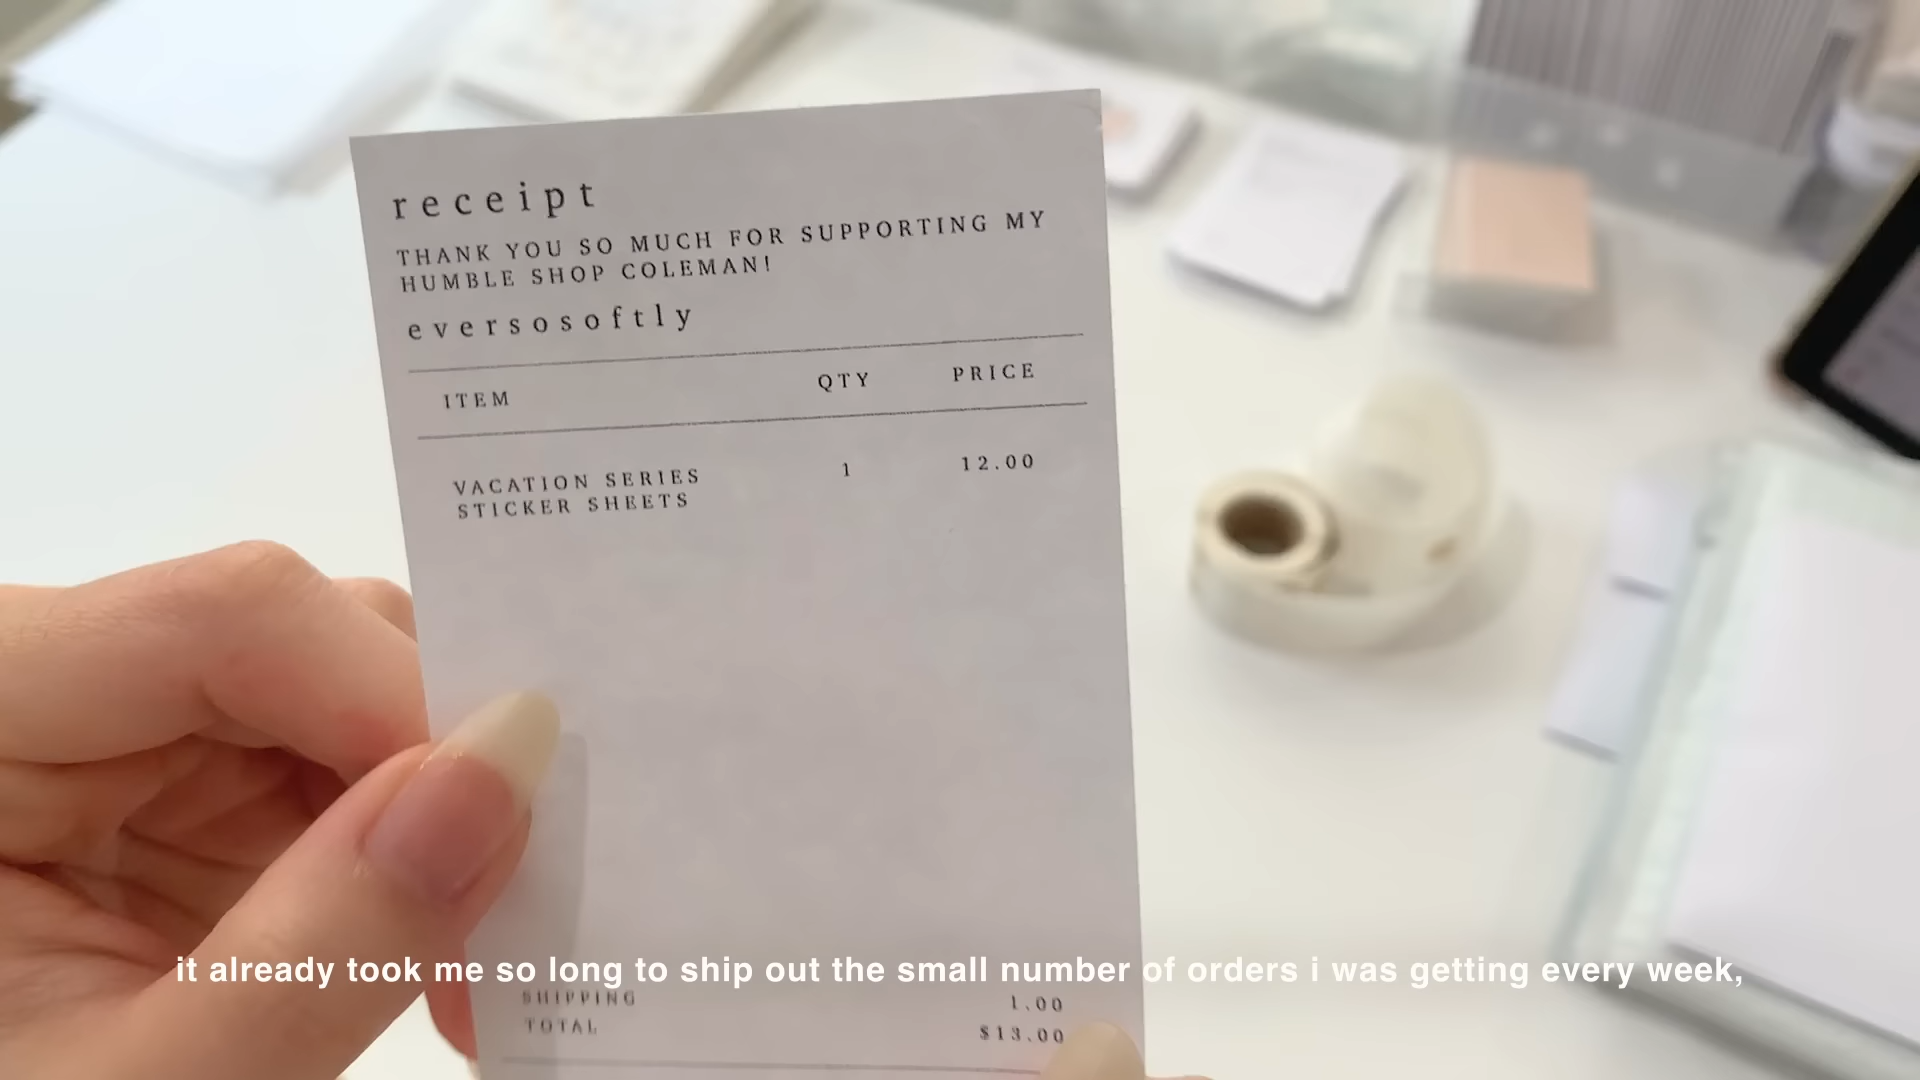 receipt
THANK YOU SO MUCH FOR SUPPORTING MY
HUMBLE SHOP COLEMAN!
eversosoftly
ITEM QTY PRICE
VACATION SERIES 1 12.00
STICKER SHEETS
it already took me so long to ship out the small number of orders i was getting every week,
SHIPPING 1.00
TOTAL $13.00